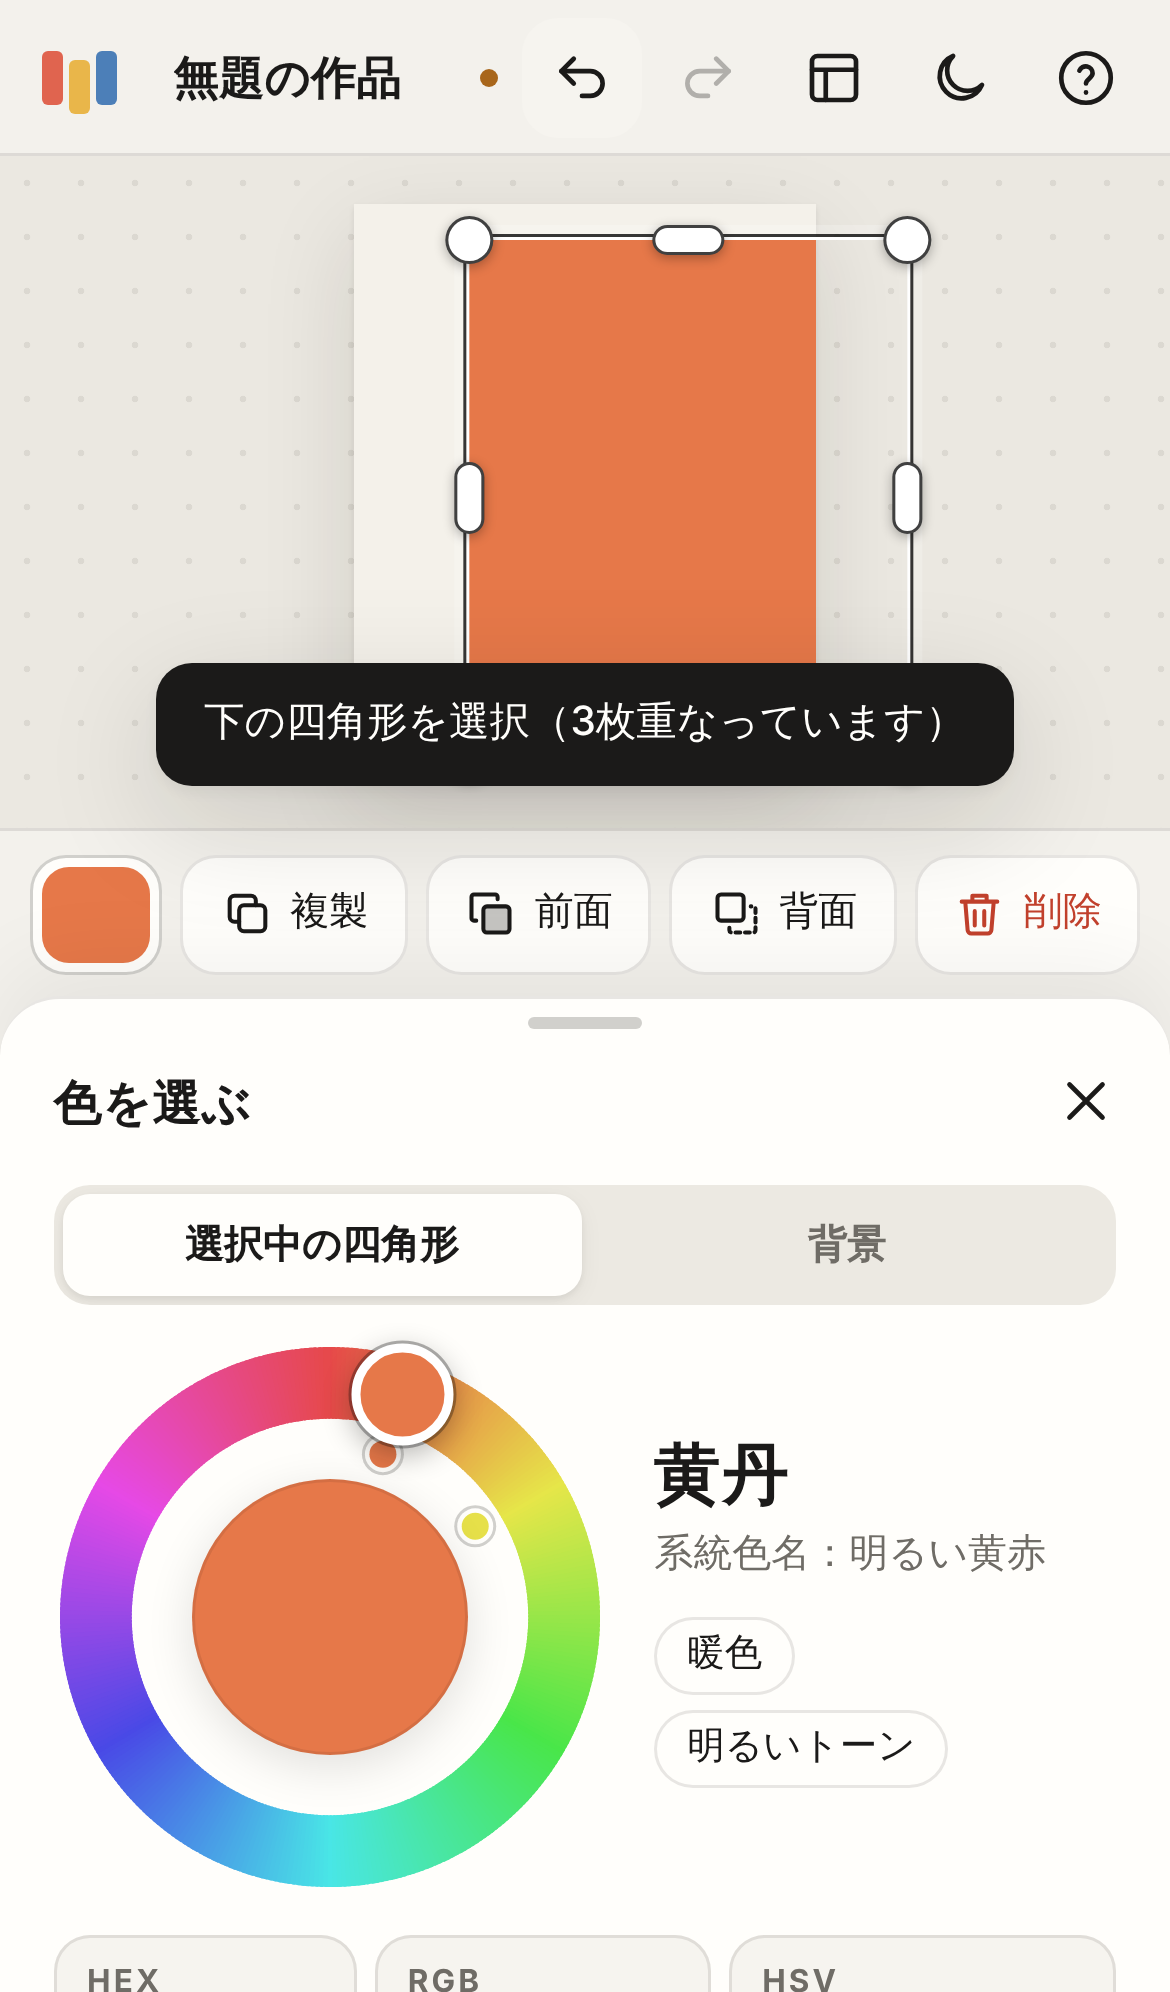 無題の作品
下の四角形を選択（3枚重なっています）
複製
前面
背面
削除
色を選ぶ
選択中の四角形
背景
黄丹
系統色名：明るい黄赤
暖色
明るいトーン
HEX
RGB
HSV